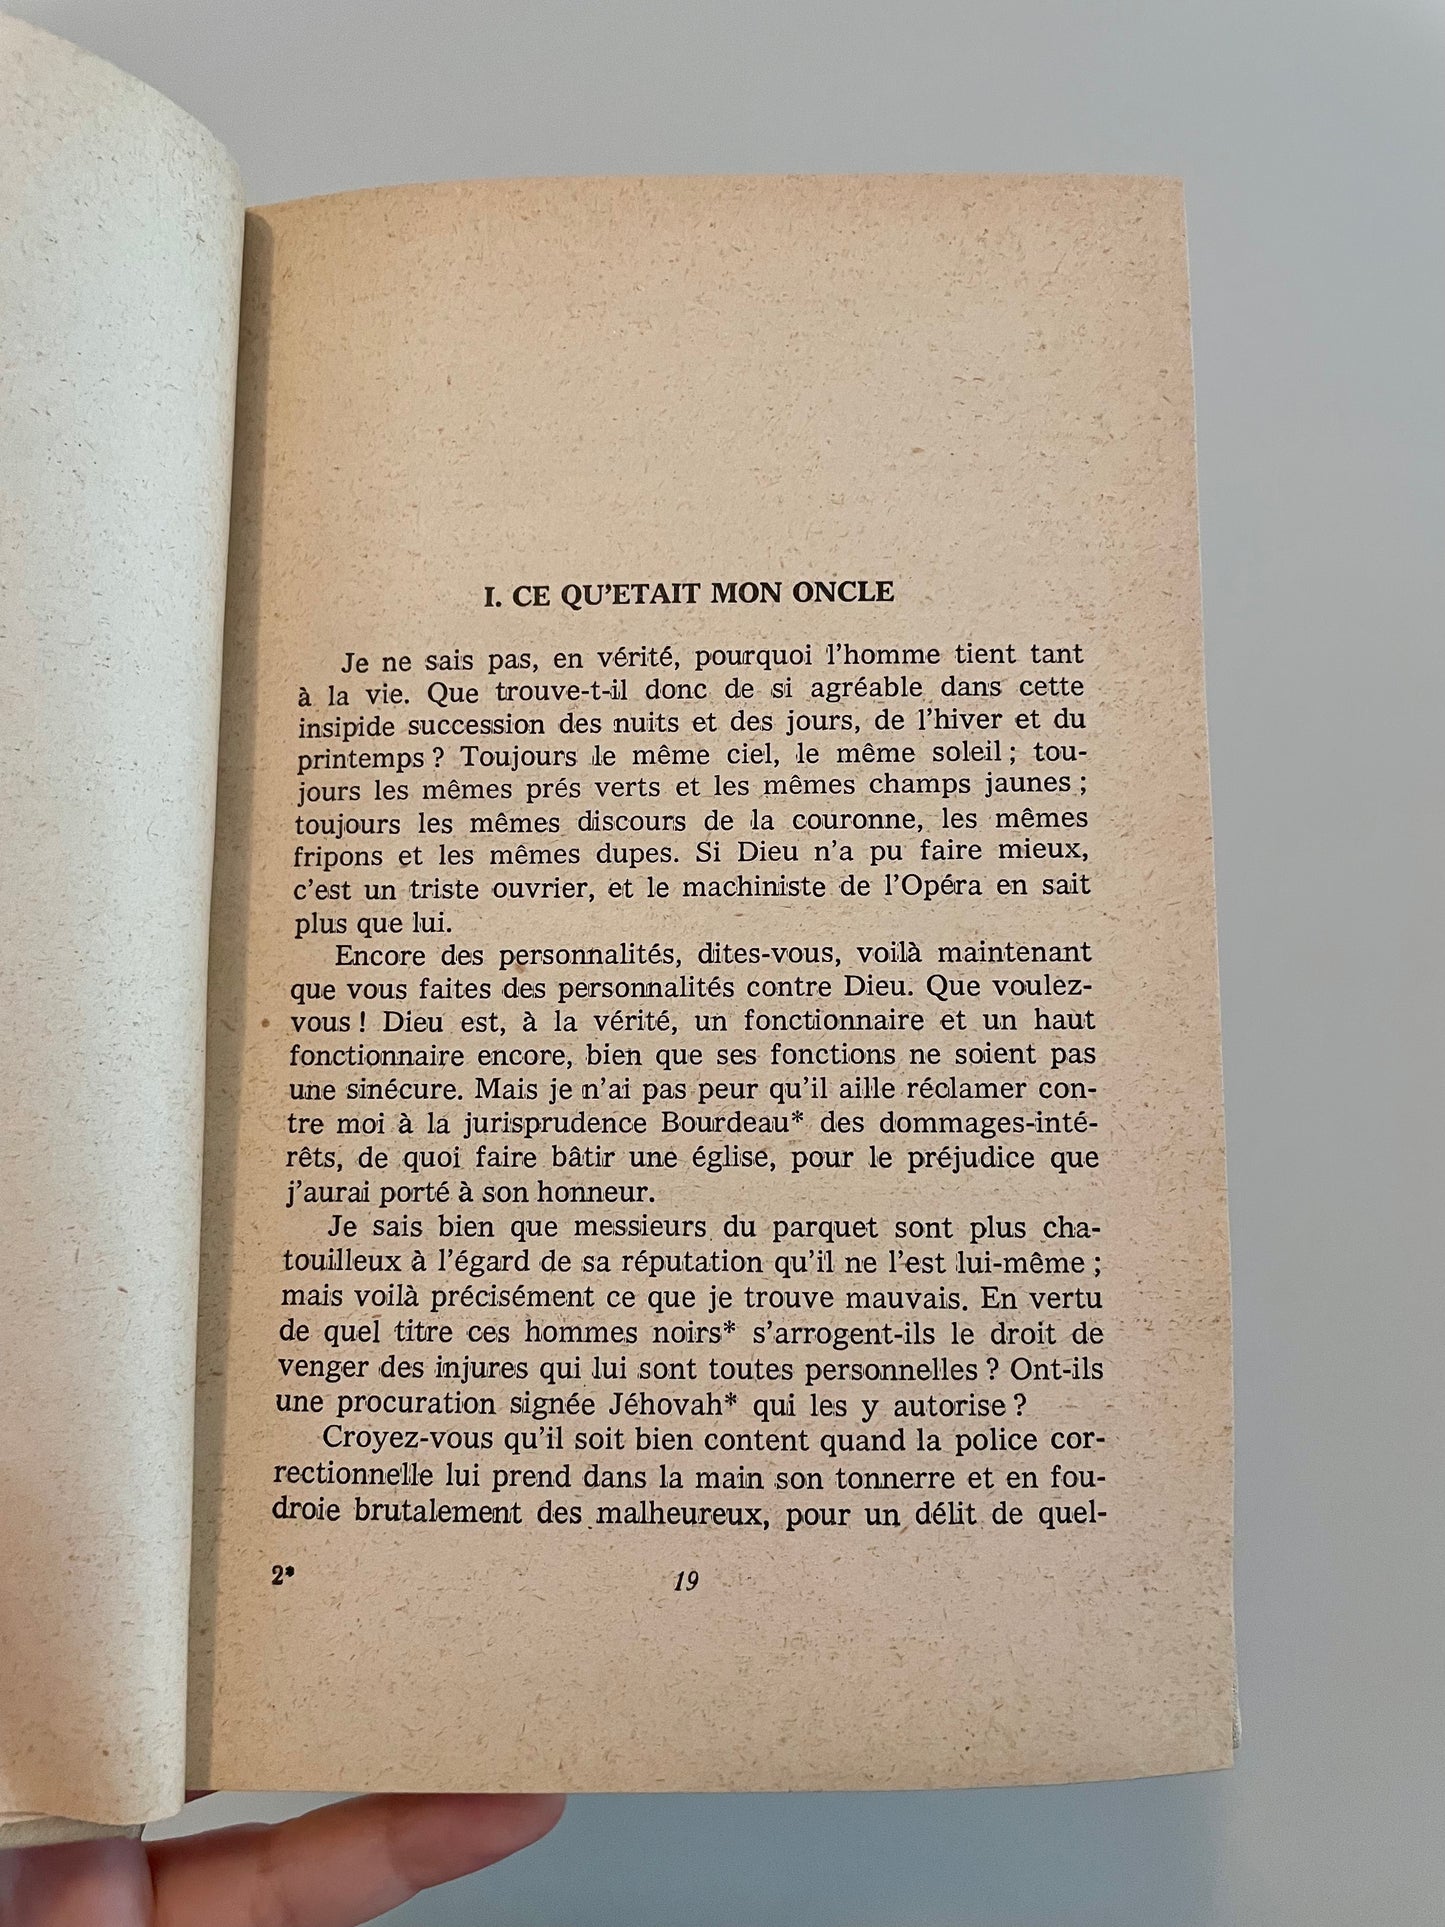 I. CE QU'ETAIT MON ONCLE
Je ne sais pas, en vérité, pourquoi l'homme tient tant
à la vie. Que trouve-t-il donc de si agréable dans cette
insipide succession des nuits et des jours, de l'hiver et du
printemps ? Toujours le même ciel, le même soleil ; tou-
jours les mêmes prés verts et les mêmes champs jaunes ;
toujours les mêmes discours de la couronne, les mêmes
fripons et les mêmes dupes. Si Dieu n'a pu faire mieux,
c'est un triste ouvrier, et le machiniste de l'Opéra en sait
plus que lui.
Encore des personnalités, dites-vous, voilà maintenant
que vous faites des personnalités contre Dieu. Que voulez-
vous ! Dieu est, à la vérité, un fonctionnaire et un haut
fonctionnaire encore, bien que ses fonctions ne soient pas
une sinécure. Mais je n'ai pas peur qu'il aille réclamer con-
tre moi à la jurisprudence Bourdeau* des dommages-inté-
rêts, de quoi faire bâtir une église, pour le préjudice que
j'aurai porté à son honneur.
Je sais bien que messieurs du parquet sont plus cha-
touilleux à l'égard de sa réputation qu'il ne l'est lui-même ;
mais voilà précisément ce que je trouve mauvais. En vertu
de quel titre ces hommes noirs* s'arrogent-ils le droit de
venger des injures qui lui sont toutes personnelles ? Ont-ils
une procuration signée Jéhovah* qui les y autorise ?
Croyez-vous qu'il soit bien content quand la police cor-
rectionnelle lui prend dans la main son tonnerre et en fou-
droie brutalement des malheureux, pour un délit de quel-
2* 19